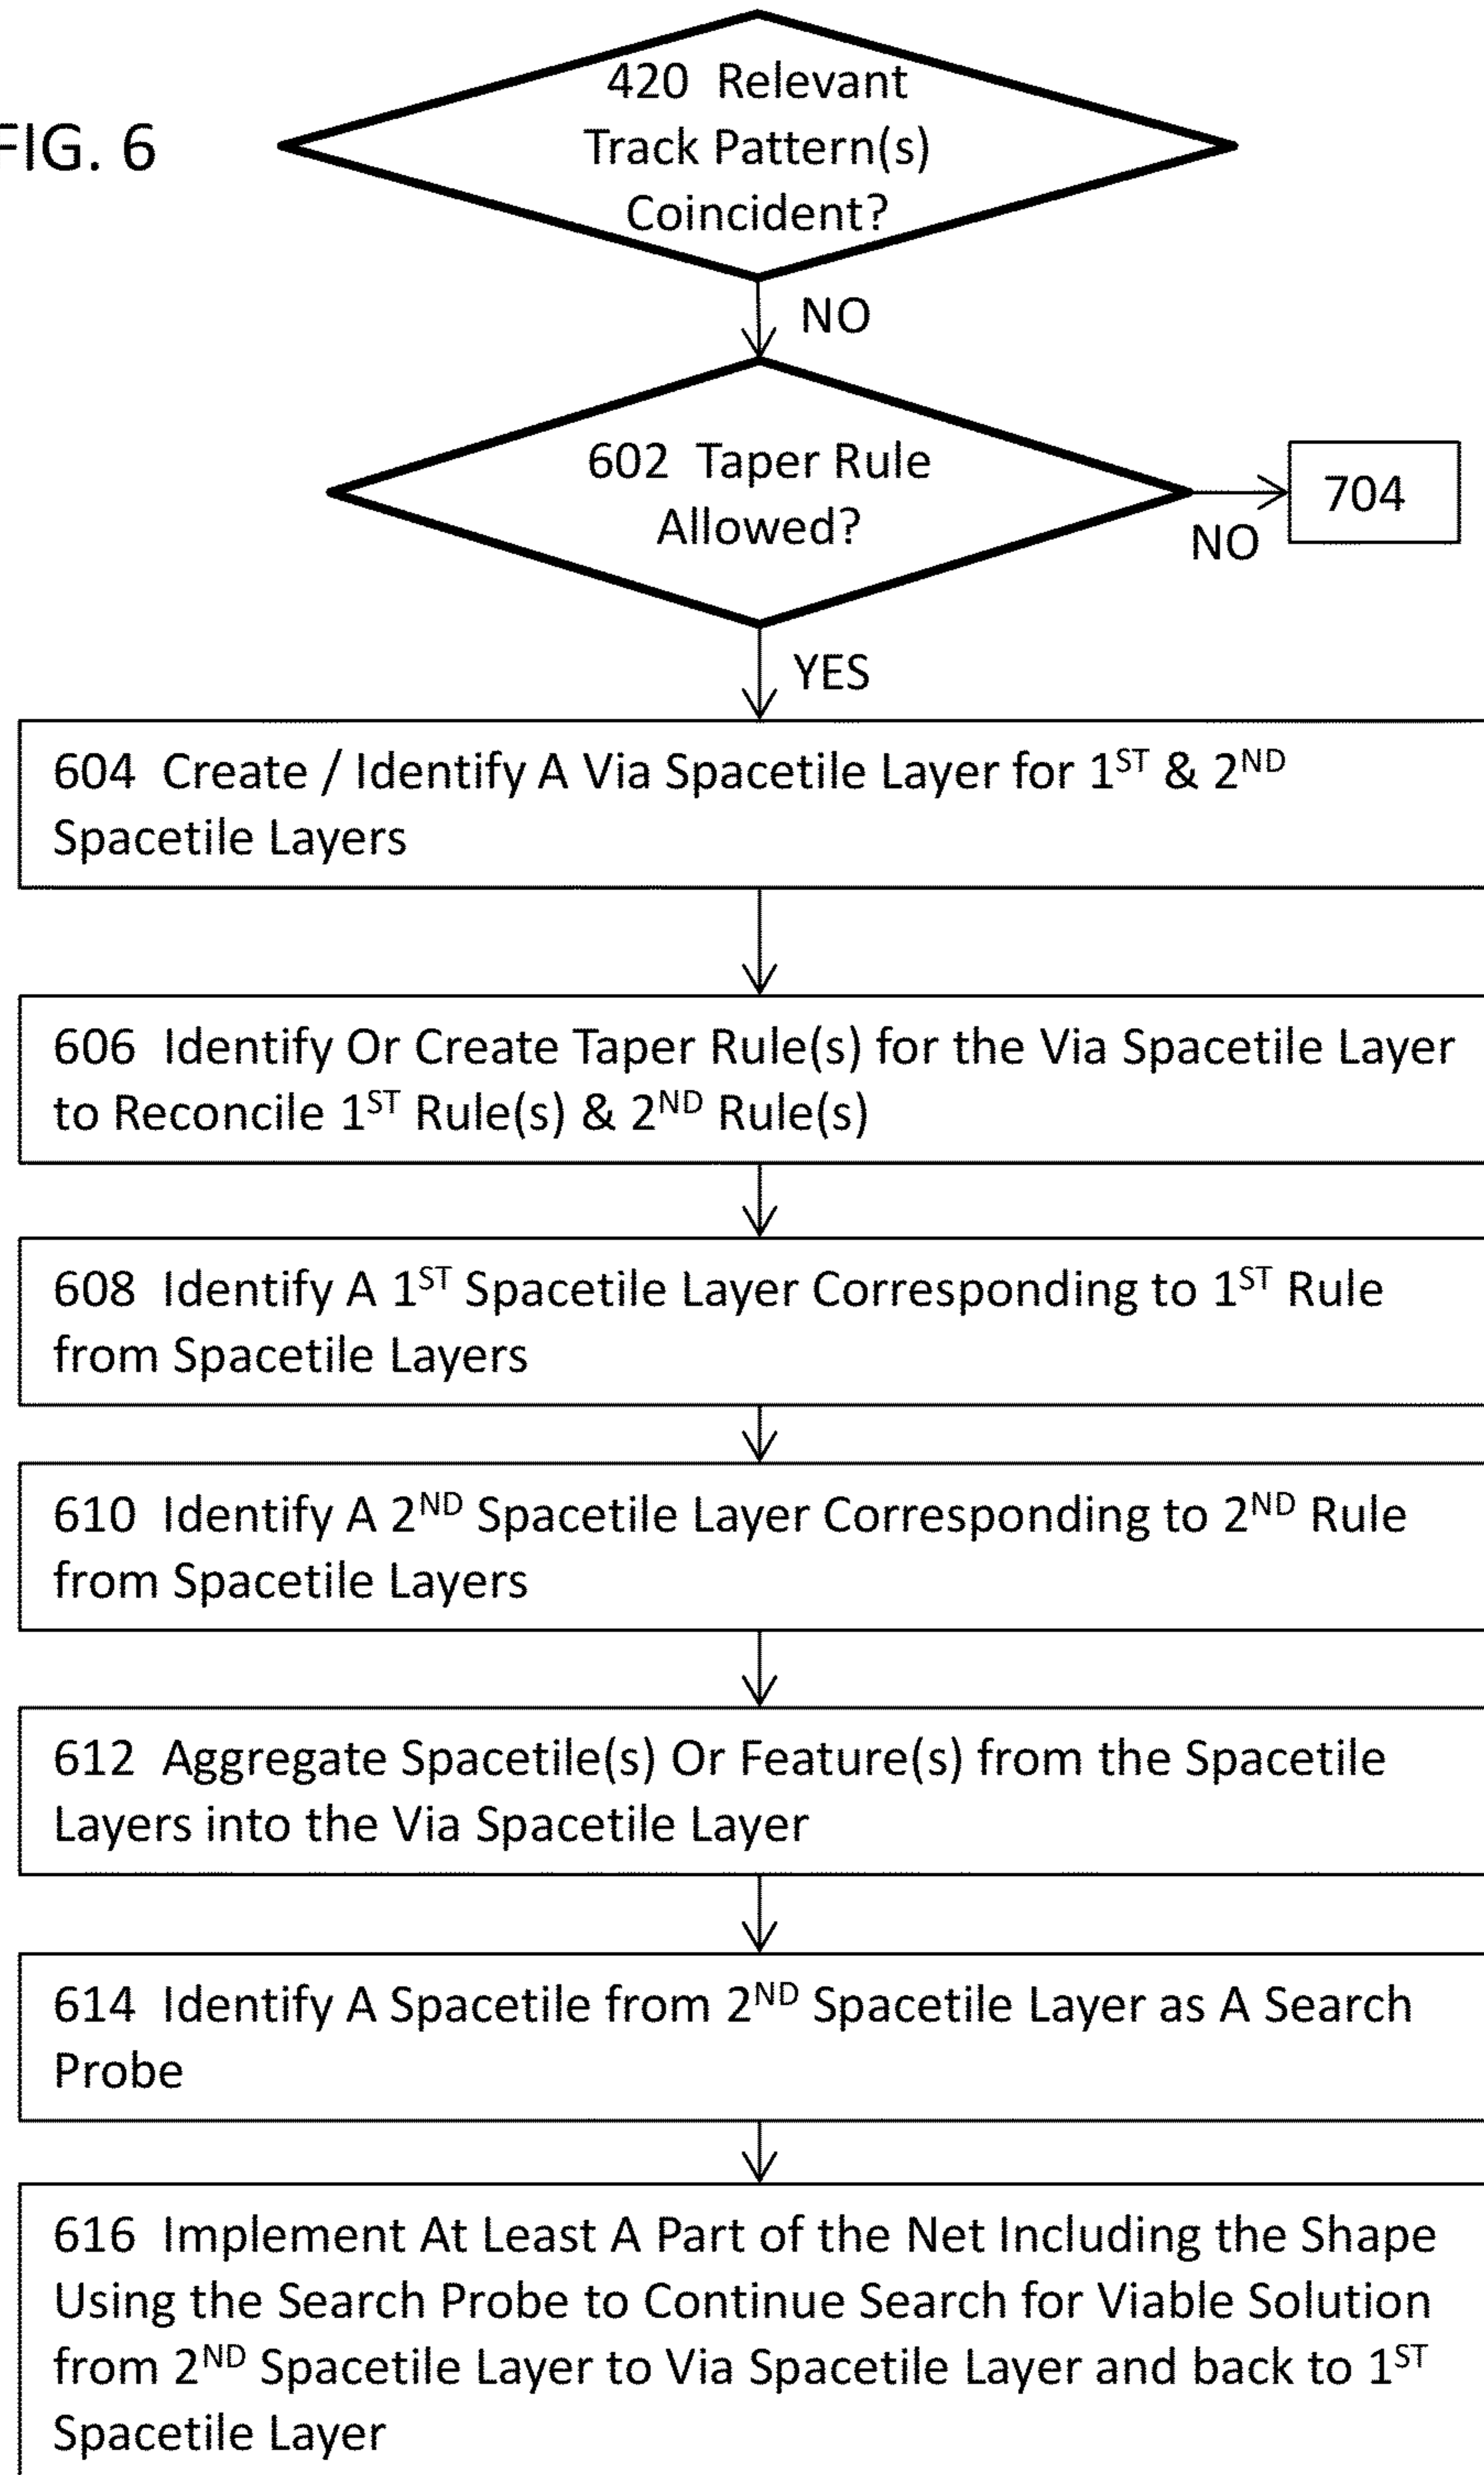 FIG. 6
420 Relevant
Track Pattern(s)
Coincident?
NO
602 Taper Rule
Allowed?
704
NO
YES
604 Create / Identify A Via Spacetile Layer for 1ST & 2ND
Spacetile Layers
606 Identify Or Create Taper Rule(s) for the Via Spacetile Layer
to Reconcile 1ST Rule(s) & 2ND Rule(s)
608 Identify A 1ST Spacetile Layer Corresponding to 1ST Rule
from Spacetile Layers
610 Identify A 2ND Spacetile Layer Corresponding to 2ND Rule
from Spacetile Layers
612 Aggregate Spacetile(s) Or Feature(s) from the Spacetile
Layers into the Via Spacetile Layer
614 Identify A Spacetile from 2ND Spacetile Layer as A Search
Probe
616 Implement At Least A Part of the Net Including the Shape
Using the Search Probe to Continue Search for Viable Solution
from 2ND Spacetile Layer to Via Spacetile Layer and back to 1ST
Spacetile Layer